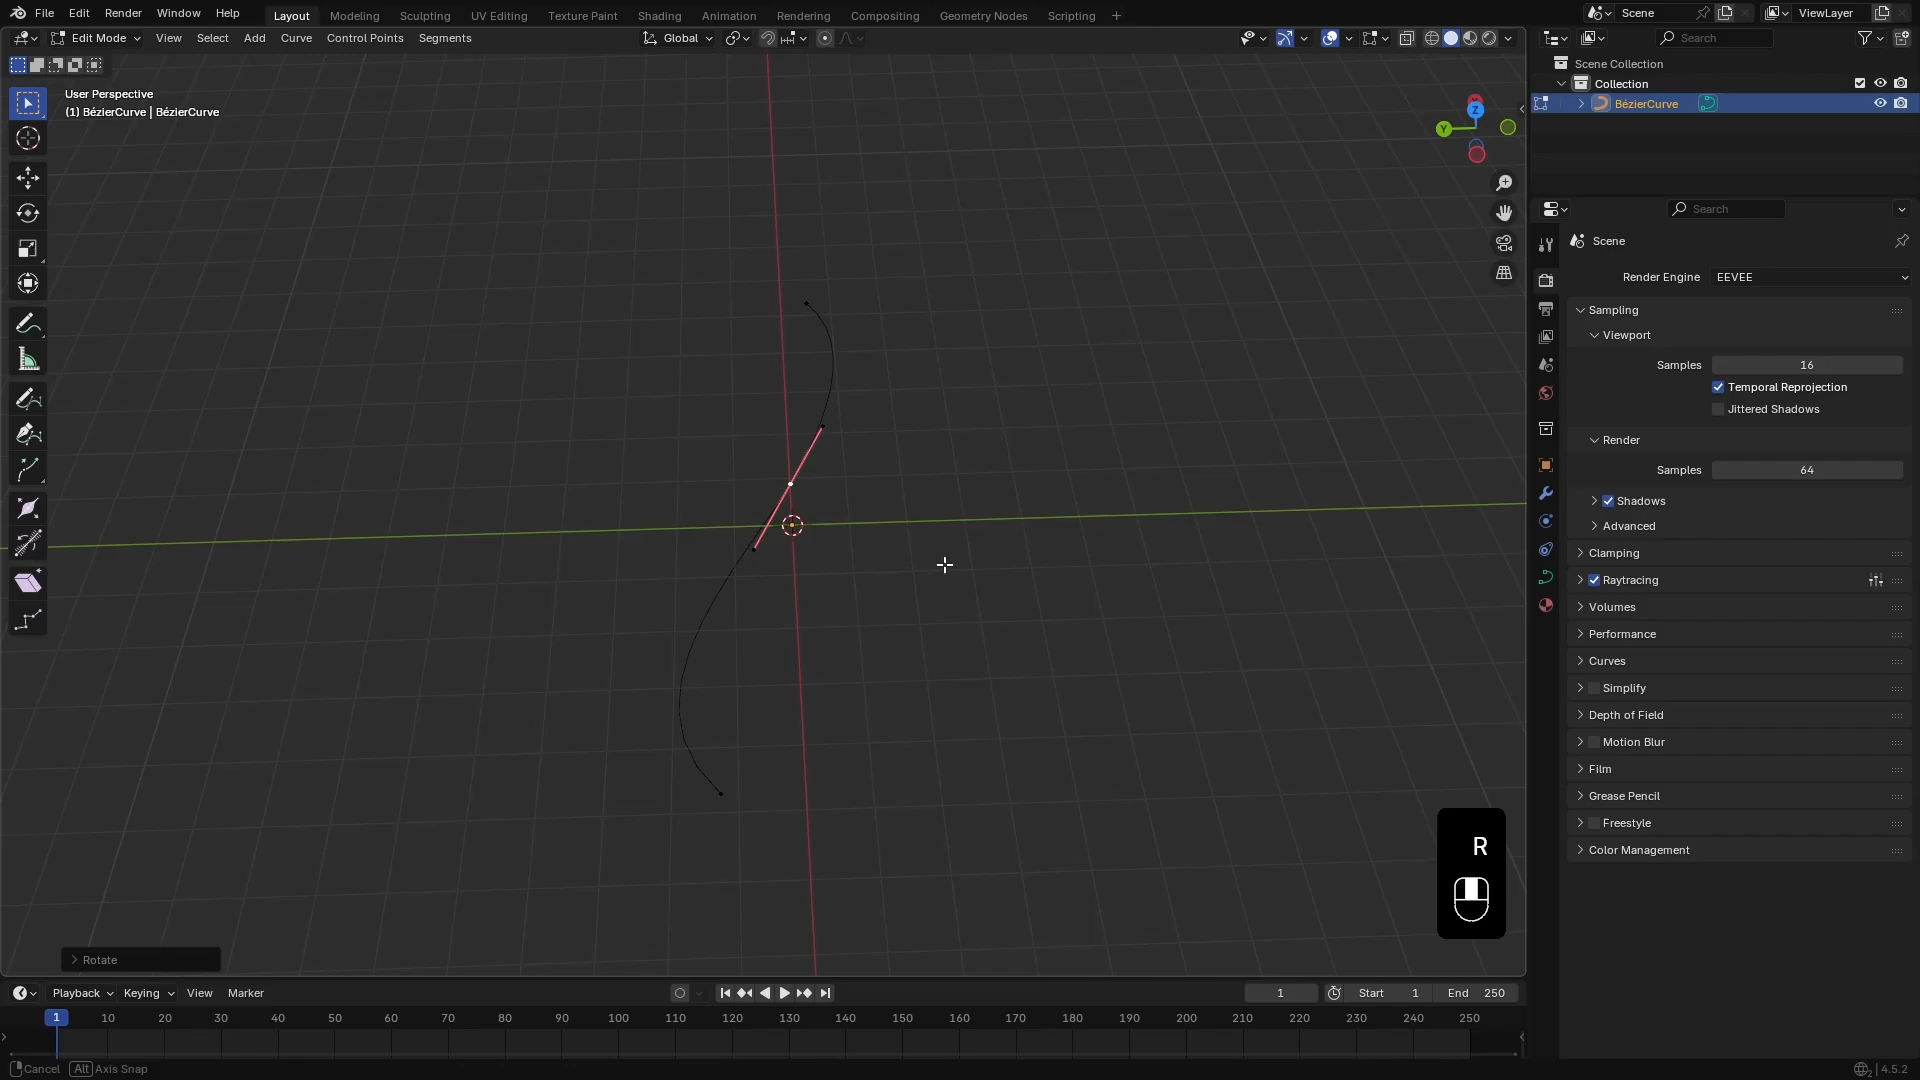 File Edit Render Window Help Layout Modeling Sculpting UV Editing Texture Paint Shading Animation Rendering Compositing Geometry Nodes Scripting + Scene ViewLayer
Edit Mode View Select Add Curve Control Points Segments Global Search
User Perspective
(1) BézierCurve | BézierCurve
Scene Collection
Collection
BézierCurve
Z
Y
Search
Scene
Render Engine EEVEE
Sampling
Viewport
Samples 16
Temporal Reprojection
Jittered Shadows
Render
Samples 64
Shadows
Advanced
Clamping
Raytracing
Volumes
Performance
Curves
Simplify
Depth of Field
Motion Blur
Film
Grease Pencil
Freestyle
Color Management
R
Rotate
Playback Keying View Marker 1 Start 1 End 250
1 10 20 30 40 50 60 70 80 90 100 110 120 130 140 150 160 170 180 190 200 210 220 230 240 250
Cancel Alt Axis Snap 4.5.2